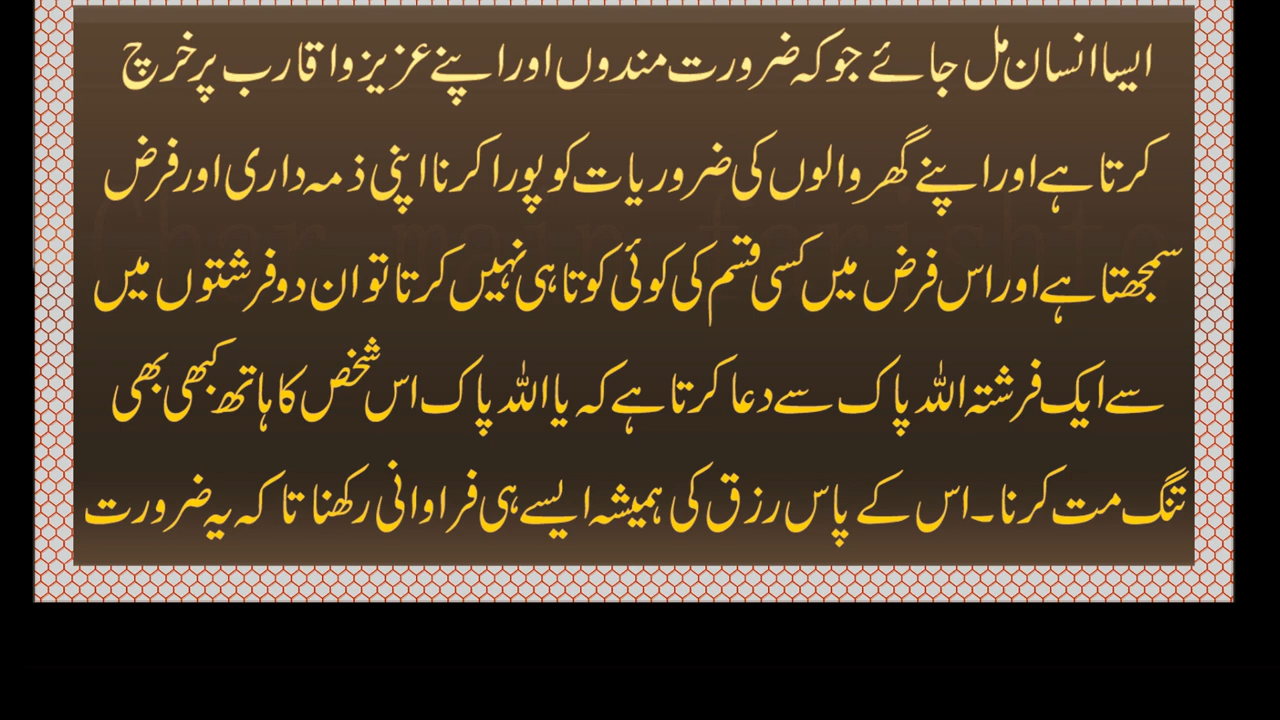 ایسا انسان مل جائے جو کہ ضرورت مندوں اور اپنے عزیز و اقارب پر خرچ
کرتا ہے اور اپنے گھر والوں کی ضروریات کو پورا کرنا اپنی ذمہ داری اور فرض
سمجھتا ہے اور اس فرض میں کسی قسم کی کوئی کوتاہی نہیں کرتا تو ان دو فرشتوں میں
سے ایک فرشتہ اللہ پاک سے دعا کرتا ہے کہ یا اللہ پاک اس شخص کا ہاتھ کبھی بھی
تنگ مت کرنا۔ اس کے پاس رزق کی ہمیشہ ایسے ہی فراوانی رکھنا تا کہ یہ ضرورت